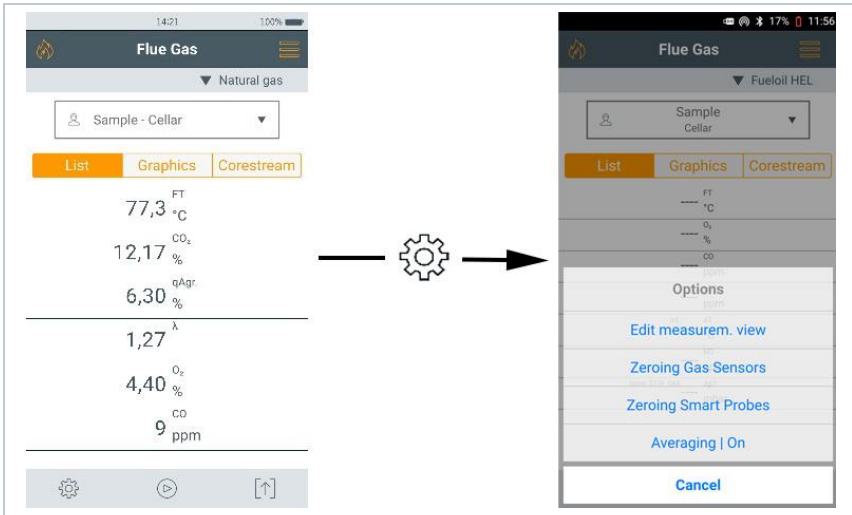 14:21 100%
Flue Gas
Natural gas
Sample - Cellar
List Graphics Corestream
77,3 FT °C
12,17 CO₂ %
6,30 qAgr. %
1,27 λ
4,40 O₂ %
9 CO ppm
17% 11:56
Flue Gas
Fueloil HEL
Sample
Cellar
List Graphics Corestream
---- FT °C
---- O₂ %
---- CO ppm
Options
Edit measurem. view
Zeroing Gas Sensors
Zeroing Smart Probes
Averaging | On
Cancel